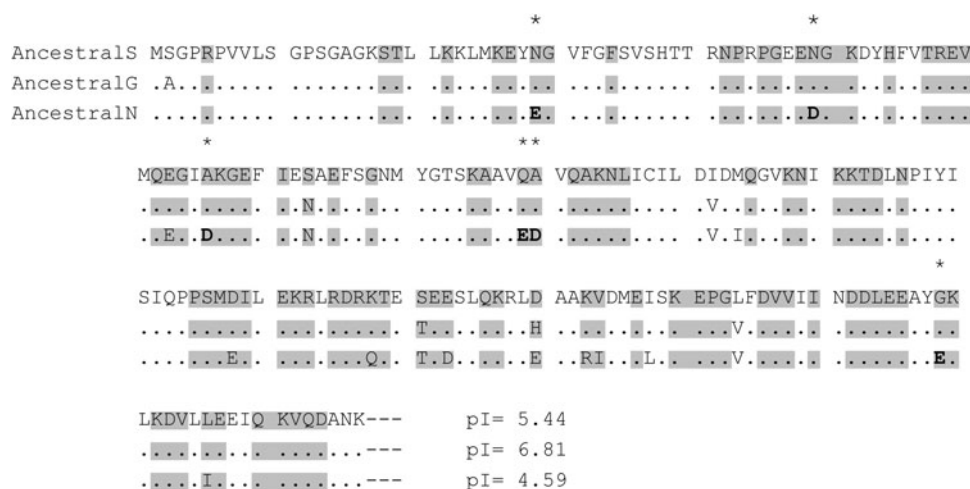 * *
AncestralS MSGPRPVVLS GPSGAGKSTL LKKLMKEYNG VFGFSVSHTT RNPRPGEENG KDYHFVTREV
AncestralG .A........ .......... .......... .......... .......... ..........
AncestralN .......... .......... ........E. .......... ........D. ..........
* **
MQEGIAKGEF IESAEFSGNM YGTSKAAVQA VQAKNLICIL DIDMQGVKNI KKTDLNPIYI
.......... ..N....... .......... .......... .V........ ..........
..E..D.... ..N....... ........ED .......... .V.I...... ..........
*
SIQPPSMDIL EKRLRDRKTE SEESLQKRLD AAKVDMEISK EPGLFDVVII NDDLEEAYGK
.......... .......... T........H .......... ...V...... ..........
.......E.. .......Q.. T.D......E ..RI...L.. ...V...... ........E.
LKDVLLEEIQ KVQDANK--- pI= 5.44
.......... .......--- pI= 6.81
.....I.... .......--- pI= 4.59